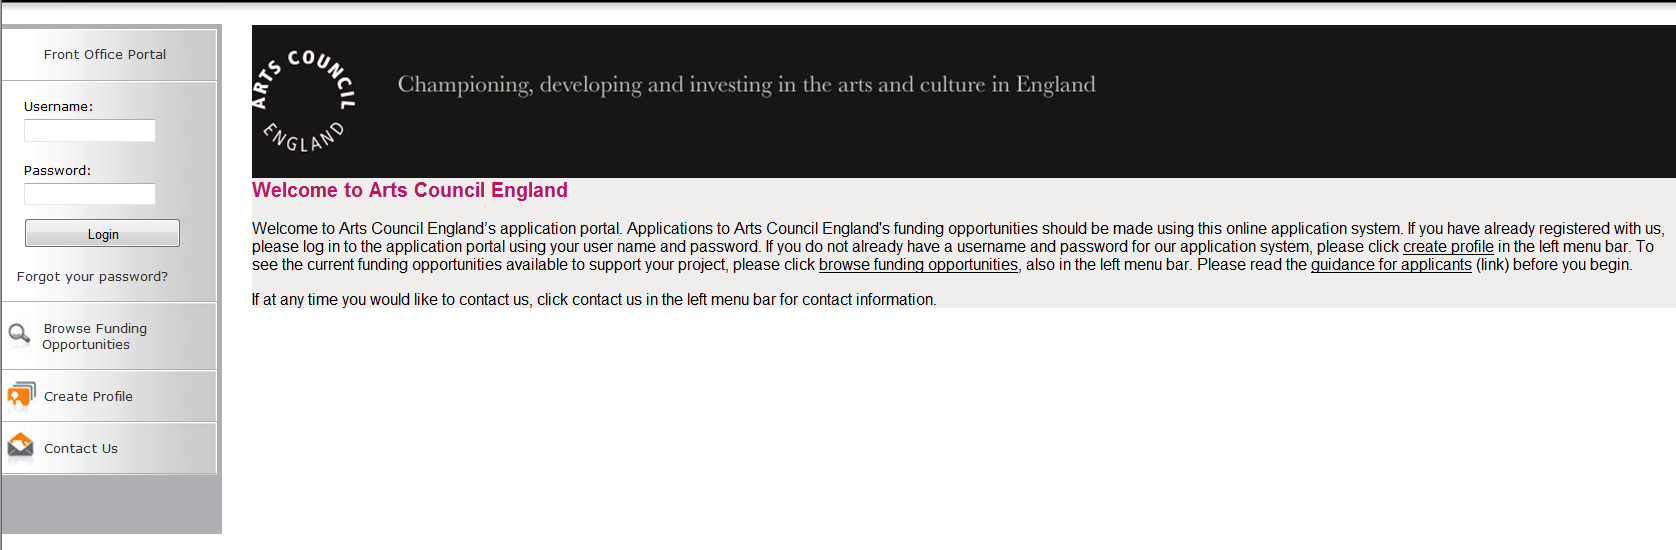 Front Office Portal
Username:
Password:
Login
Forgot your password?
Browse Funding
Opportunities
Create Profile
Contact Us
ARTS COUNCIL
ENGLAND
Championing, developing and investing in the arts and culture in England
Welcome to Arts Council England
Welcome to Arts Council England’s application portal. Applications to Arts Council England's funding opportunities should be made using this online application system. If you have already registered with us,
please log in to the application portal using your user name and password. If you do not already have a username and password for our application system, please click create profile in the left menu bar. To
see the current funding opportunities available to support your project, please click browse funding opportunities, also in the left menu bar. Please read the guidance for applicants (link) before you begin.
If at any time you would like to contact us, click contact us in the left menu bar for contact information.